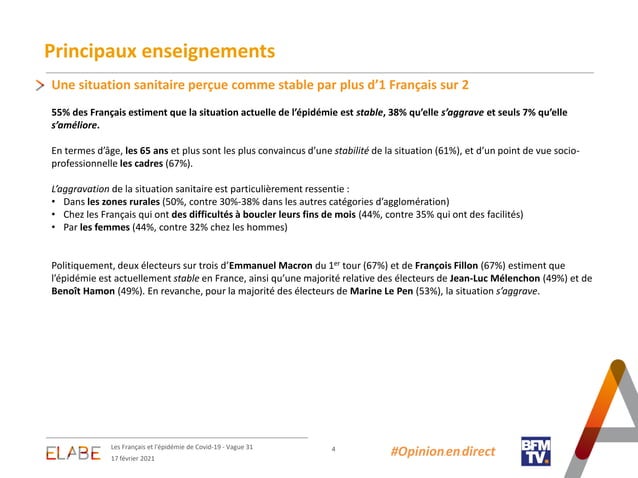 Principaux enseignements
Une situation sanitaire perçue comme stable par plus d’1 Français sur 2
55% des Français estiment que la situation actuelle de l’épidémie est stable, 38% qu’elle s’aggrave et seuls 7% qu’elle
s’améliore.
En termes d’âge, les 65 ans et plus sont les plus convaincus d’une stabilité de la situation (61%), et d’un point de vue socio-
professionnelle les cadres (67%).
L’aggravation de la situation sanitaire est particulièrement ressentie :
• Dans les zones rurales (50%, contre 30%-38% dans les autres catégories d’agglomération)
• Chez les Français qui ont des difficultés à boucler leurs fins de mois (44%, contre 35% qui ont des facilités)
• Par les femmes (44%, contre 32% chez les hommes)
Politiquement, deux électeurs sur trois d’Emmanuel Macron du 1er tour (67%) et de François Fillon (67%) estiment que
l’épidémie est actuellement stable en France, ainsi qu’une majorité relative des électeurs de Jean-Luc Mélenchon (49%) et de
Benoît Hamon (49%). En revanche, pour la majorité des électeurs de Marine Le Pen (53%), la situation s’aggrave.
ELABE
Les Français et l’épidémie de Covid-19 - Vague 31
17 février 2021
4
#Opinionendirect
BFM
TV.